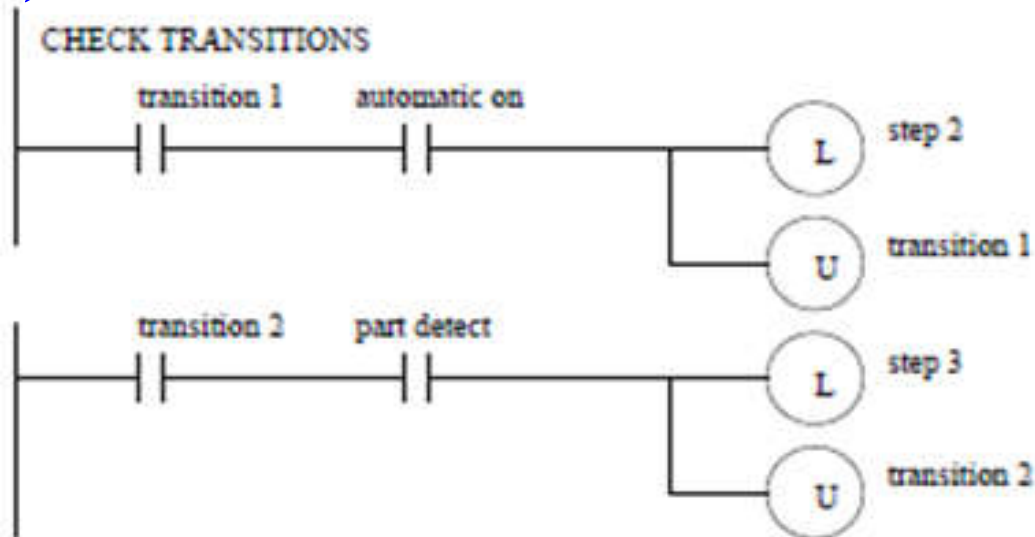 CHECK TRANSITIONS
transition 1 automatic on
L step 2
U transition 1
transition 2 part detect
L step 3
U transition 2